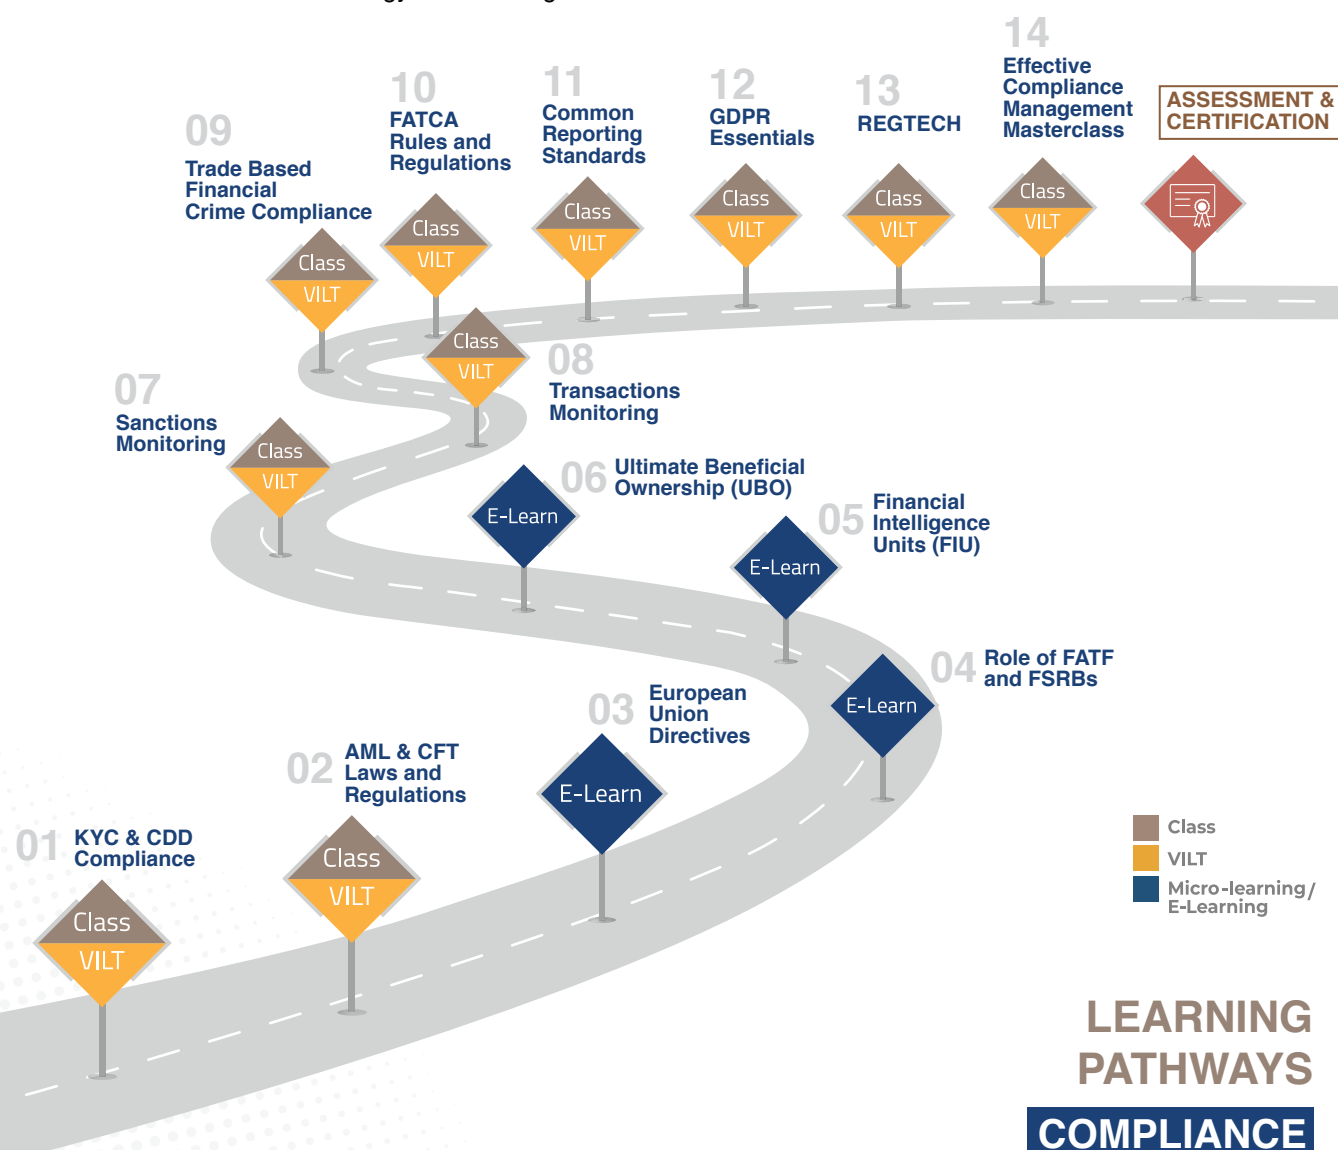 14
Effective
Compliance
Management
Masterclass
ASSESSMENT &
CERTIFICATION
13
REGTECH
12
GDPR
Essentials
11
Common
Reporting
Standards
10
FATCA
Rules and
Regulations
09
Trade Based
Financial
Crime Compliance
Class
VILT
Class
VILT
Class
VILT
Class
VILT
Class
VILT
Class
VILT
Class
VILT
08
Transactions
Monitoring
07
Sanctions
Monitoring
Class
VILT
06
Ultimate Beneficial
Ownership (UBO)
E-Learn
05
Financial
Intelligence
Units (FIU)
E-Learn
04
Role of FATF
and FSRBs
E-Learn
03
European
Union
Directives
E-Learn
02
AML & CFT
Laws and
Regulations
Class
VILT
01
KYC & CDD
Compliance
Class
VILT
Class
VILT
Micro-learning/
E-Learning
LEARNING
PATHWAYS
COMPLIANCE